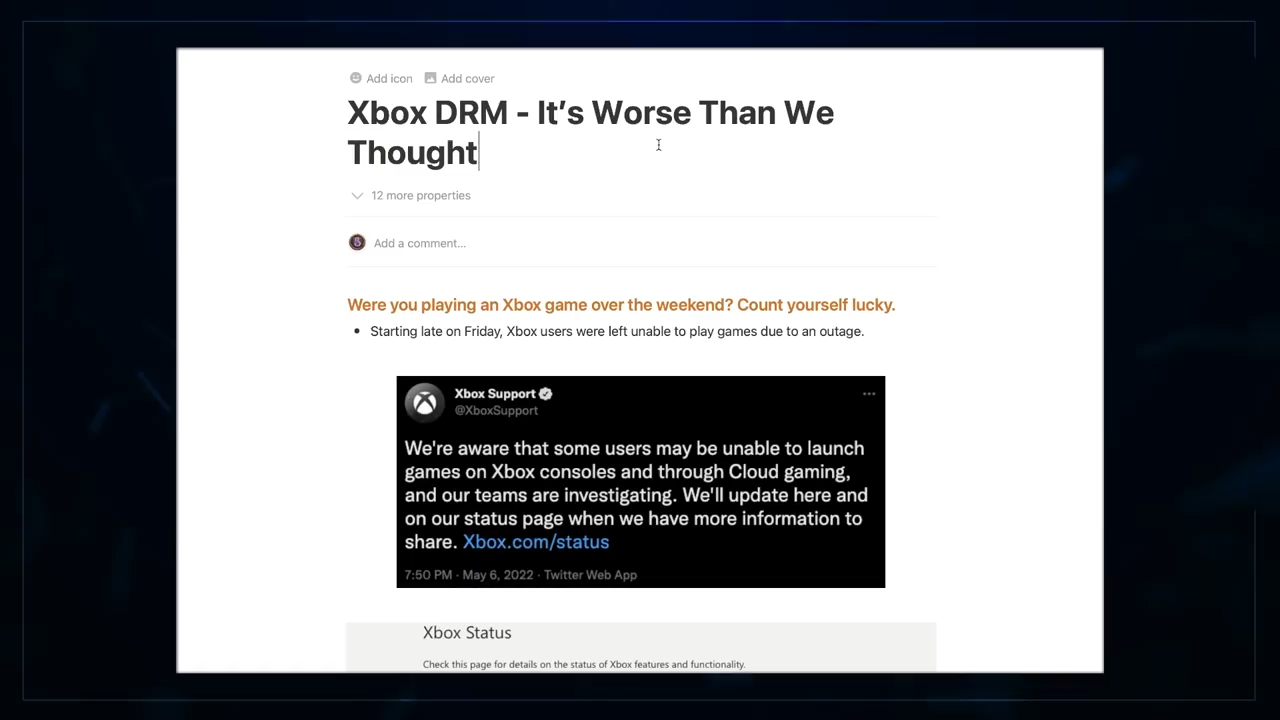 Add icon Add cover
Xbox DRM - It’s Worse Than We
Thought
12 more properties
Add a comment...
Were you playing an Xbox game over the weekend? Count yourself lucky.
• Starting late on Friday, Xbox users were left unable to play games due to an outage.
Xbox Support
@XboxSupport
We're aware that some users may be unable to launch
games on Xbox consoles and through Cloud gaming,
and our teams are investigating. We'll update here and
on our status page when we have more information to
share. Xbox.com/status
7:50 PM · May 6, 2022 · Twitter Web App
Xbox Status
Check this page for details on the status of Xbox features and functionality.